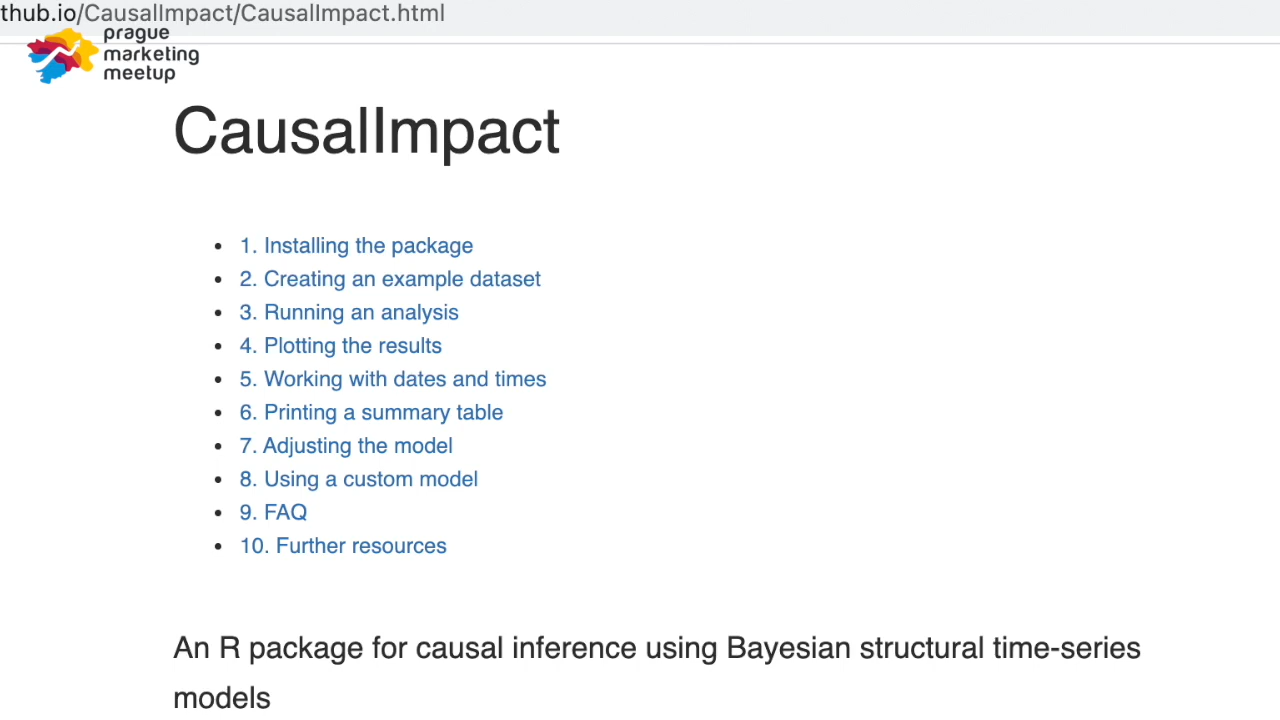 thub.io/CausalImpact/CausalImpact.html
prague
marketing
meetup
CausalImpact
1. Installing the package
2. Creating an example dataset
3. Running an analysis
4. Plotting the results
5. Working with dates and times
6. Printing a summary table
7. Adjusting the model
8. Using a custom model
9. FAQ
10. Further resources
An R package for causal inference using Bayesian structural time-series
models